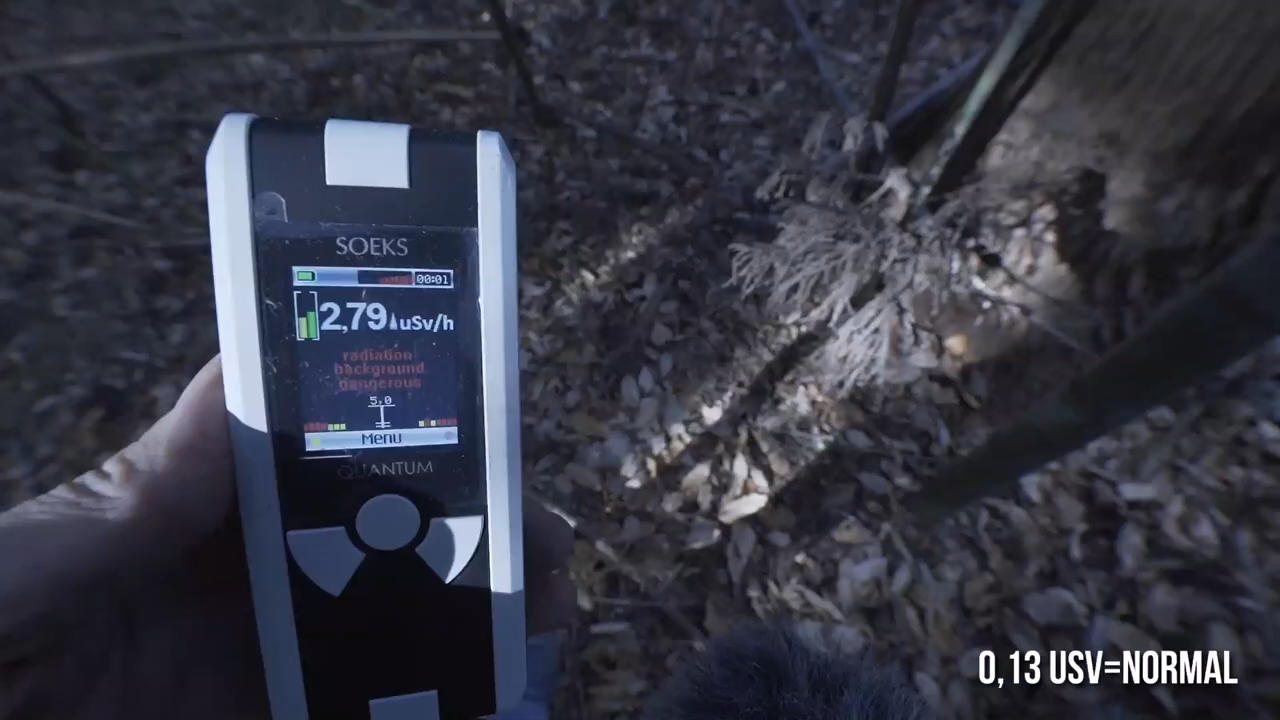 SOEKS
00:01
2,79 uSv/h
radiation
background
dangerous
5,0
Menu
QUANTUM
0,13 USV=NORMAL